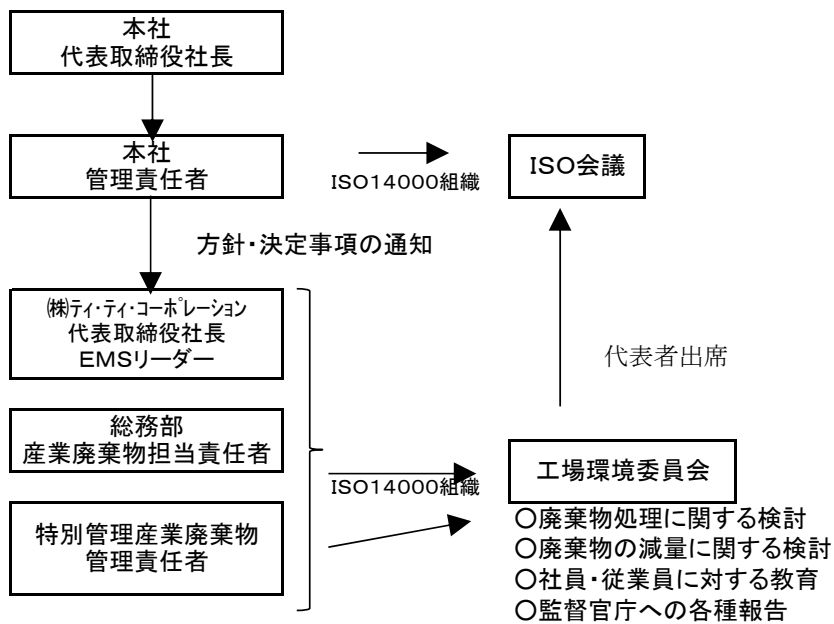 本社
代表取締役社長
本社
管理責任者
ISO14000組織
ISO会議
方針・決定事項の通知
㈱ティ・ティ・コーポレーション
代表取締役社長
EMSリーダー
代表者出席
総務部
産業廃棄物担当責任者
ISO14000組織
工場環境委員会
特別管理産業廃棄物
管理責任者
○廃棄物処理に関する検討
○廃棄物の減量に関する検討
○社員・従業員に対する教育
○監督官庁への各種報告